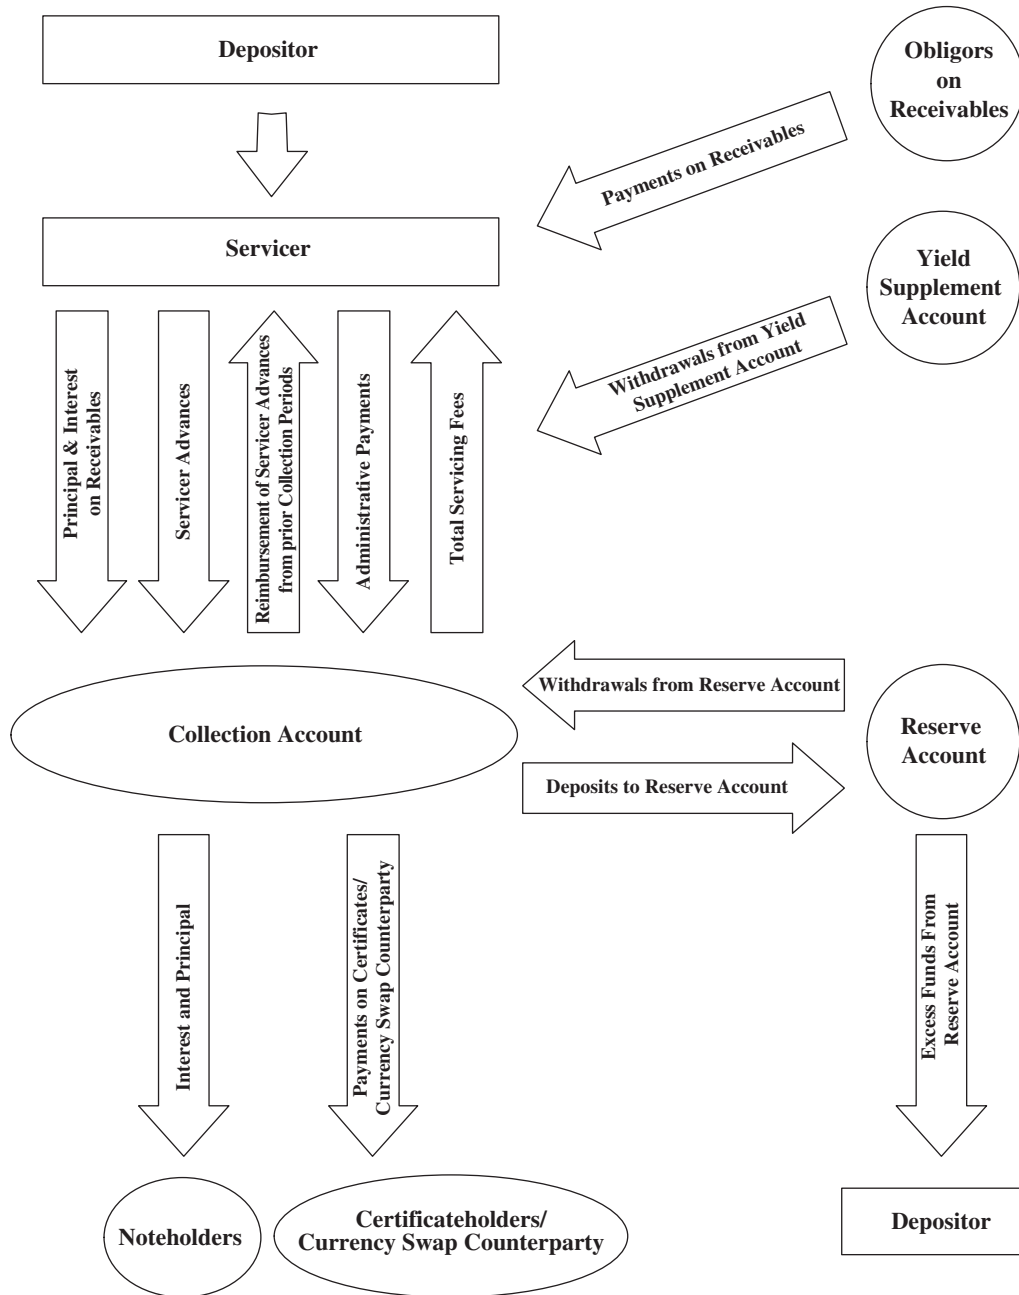 Depositor
Obligors
on
Receivables
Payments on Receivables
Servicer
Yield
Supplement
Account
Withdrawals from Yield
Supplement Account
Principal & Interest
on Receivables
Servicer Advances
Reimbursement of Servicer Advances
from prior Collection Periods
Administrative Payments
Total Servicing Fees
Withdrawals from Reserve Account
Collection Account
Reserve
Account
Deposits to Reserve Account
Interest and Principal
Payments on Certificates/
Currency Swap Counterparty
Excess Funds From
Reserve Account
Noteholders
Certificateholders/
Currency Swap Counterparty
Depositor